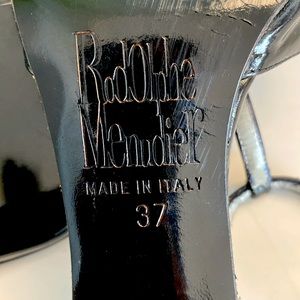 Rodolphe
Menudier
MADE IN ITALY
37